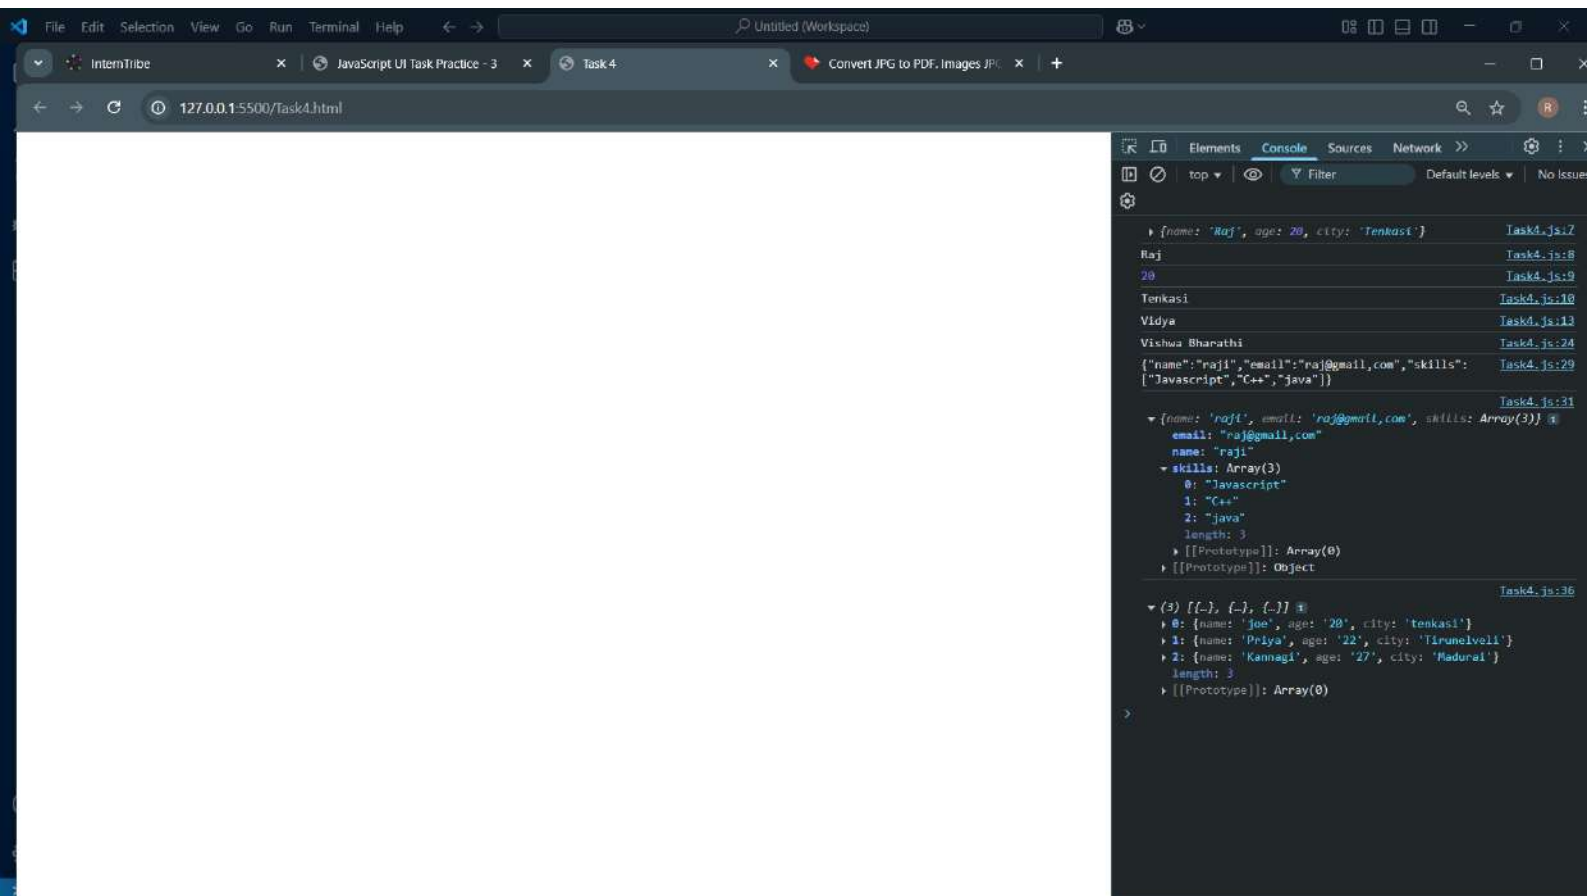 File Edit Selection View Go Run Terminal Help
Untitled (Workspace)
InternTribe
JavaScript UI Task Practice - 3
Task 4
Convert JPG to PDF. Images JPG
127.0.0.1:5500/Task4.html
R
Elements Console Sources Network
top Filter Default levels No Issues
{name: 'Raj', age: 20, city: 'Tenkasi'} Task4.js:7
Raj Task4.js:8
20 Task4.js:9
Tenkasi Task4.js:10
Vidya Task4.js:13
Vishwa Bharathi Task4.js:24
{"name":"raji","email":"raj@gmail,com","skills": Task4.js:29
["Javascript","C++","java"]}
Task4.js:31
{name: 'raji', email: 'raj@gmail,com', skills: Array(3)}
email: "raj@gmail,com"
name: "raji"
skills: Array(3)
0: "Javascript"
1: "C++"
2: "java"
length: 3
[[Prototype]]: Array(0)
[[Prototype]]: Object
Task4.js:36
(3) [{…}, {…}, {…}]
0: {name: 'joe', age: '20', city: 'tenkasi'}
1: {name: 'Priya', age: '22', city: 'Tirunelveli'}
2: {name: 'Kannagi', age: '27', city: 'Madurai'}
length: 3
[[Prototype]]: Array(0)